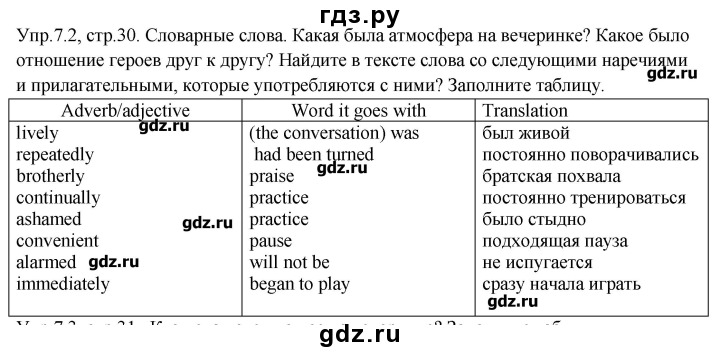 гдз.ру
Упр.7.2, стр.30. Словарные слова. Какая была атмосфера на вечеринке? Какое было
отношение героев друг к другу? Найдите в тексте слова со следующими наречиями
gdz.ru
и прилагательными, которые употребляются с ними? Заполните таблицу.
Adverb/adjective Word it goes with Translation
gdz.ru
lively (the conversation) was был живой
repeatedly had been turned постоянно поворачивались
gdz.ru
brotherly praise братская похвала
continually practice постоянно тренироваться
ashamed practice было стыдно
gdz.ru
convenient pause подходящая пауза
alarmed gdz.ru will not be не испугается
immediately began to play сразу начала играть
gdz.ru
gdz.ru